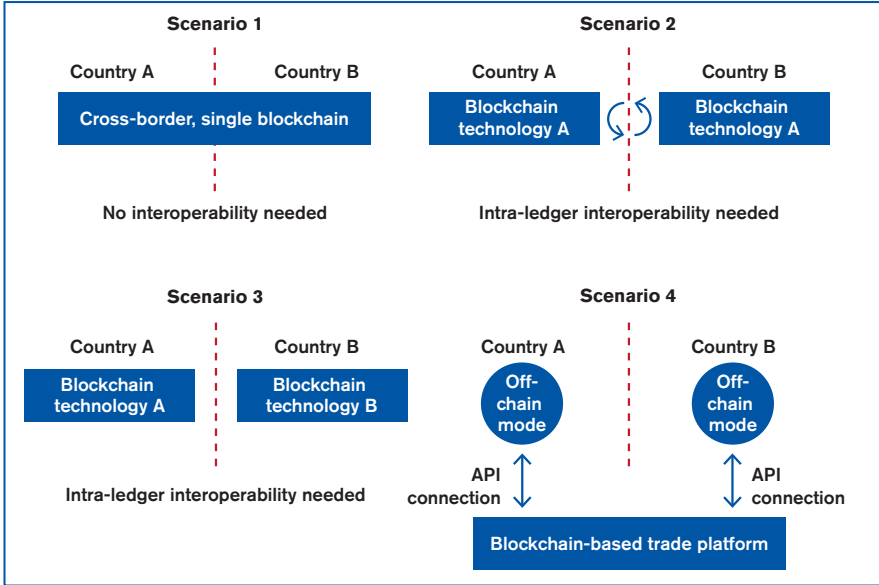 Scenario 1
Country A
Country B
Cross-border, single blockchain
No interoperability needed
Scenario 2
Country A
Country B
Blockchain
technology A
Blockchain
technology A
Intra-ledger interoperability needed
Scenario 3
Country A
Country B
Blockchain
technology A
Blockchain
technology B
Intra-ledger interoperability needed
Scenario 4
Country A
Country B
Off-
chain
mode
Off-
chain
mode
API
connection
API
connection
Blockchain-based trade platform